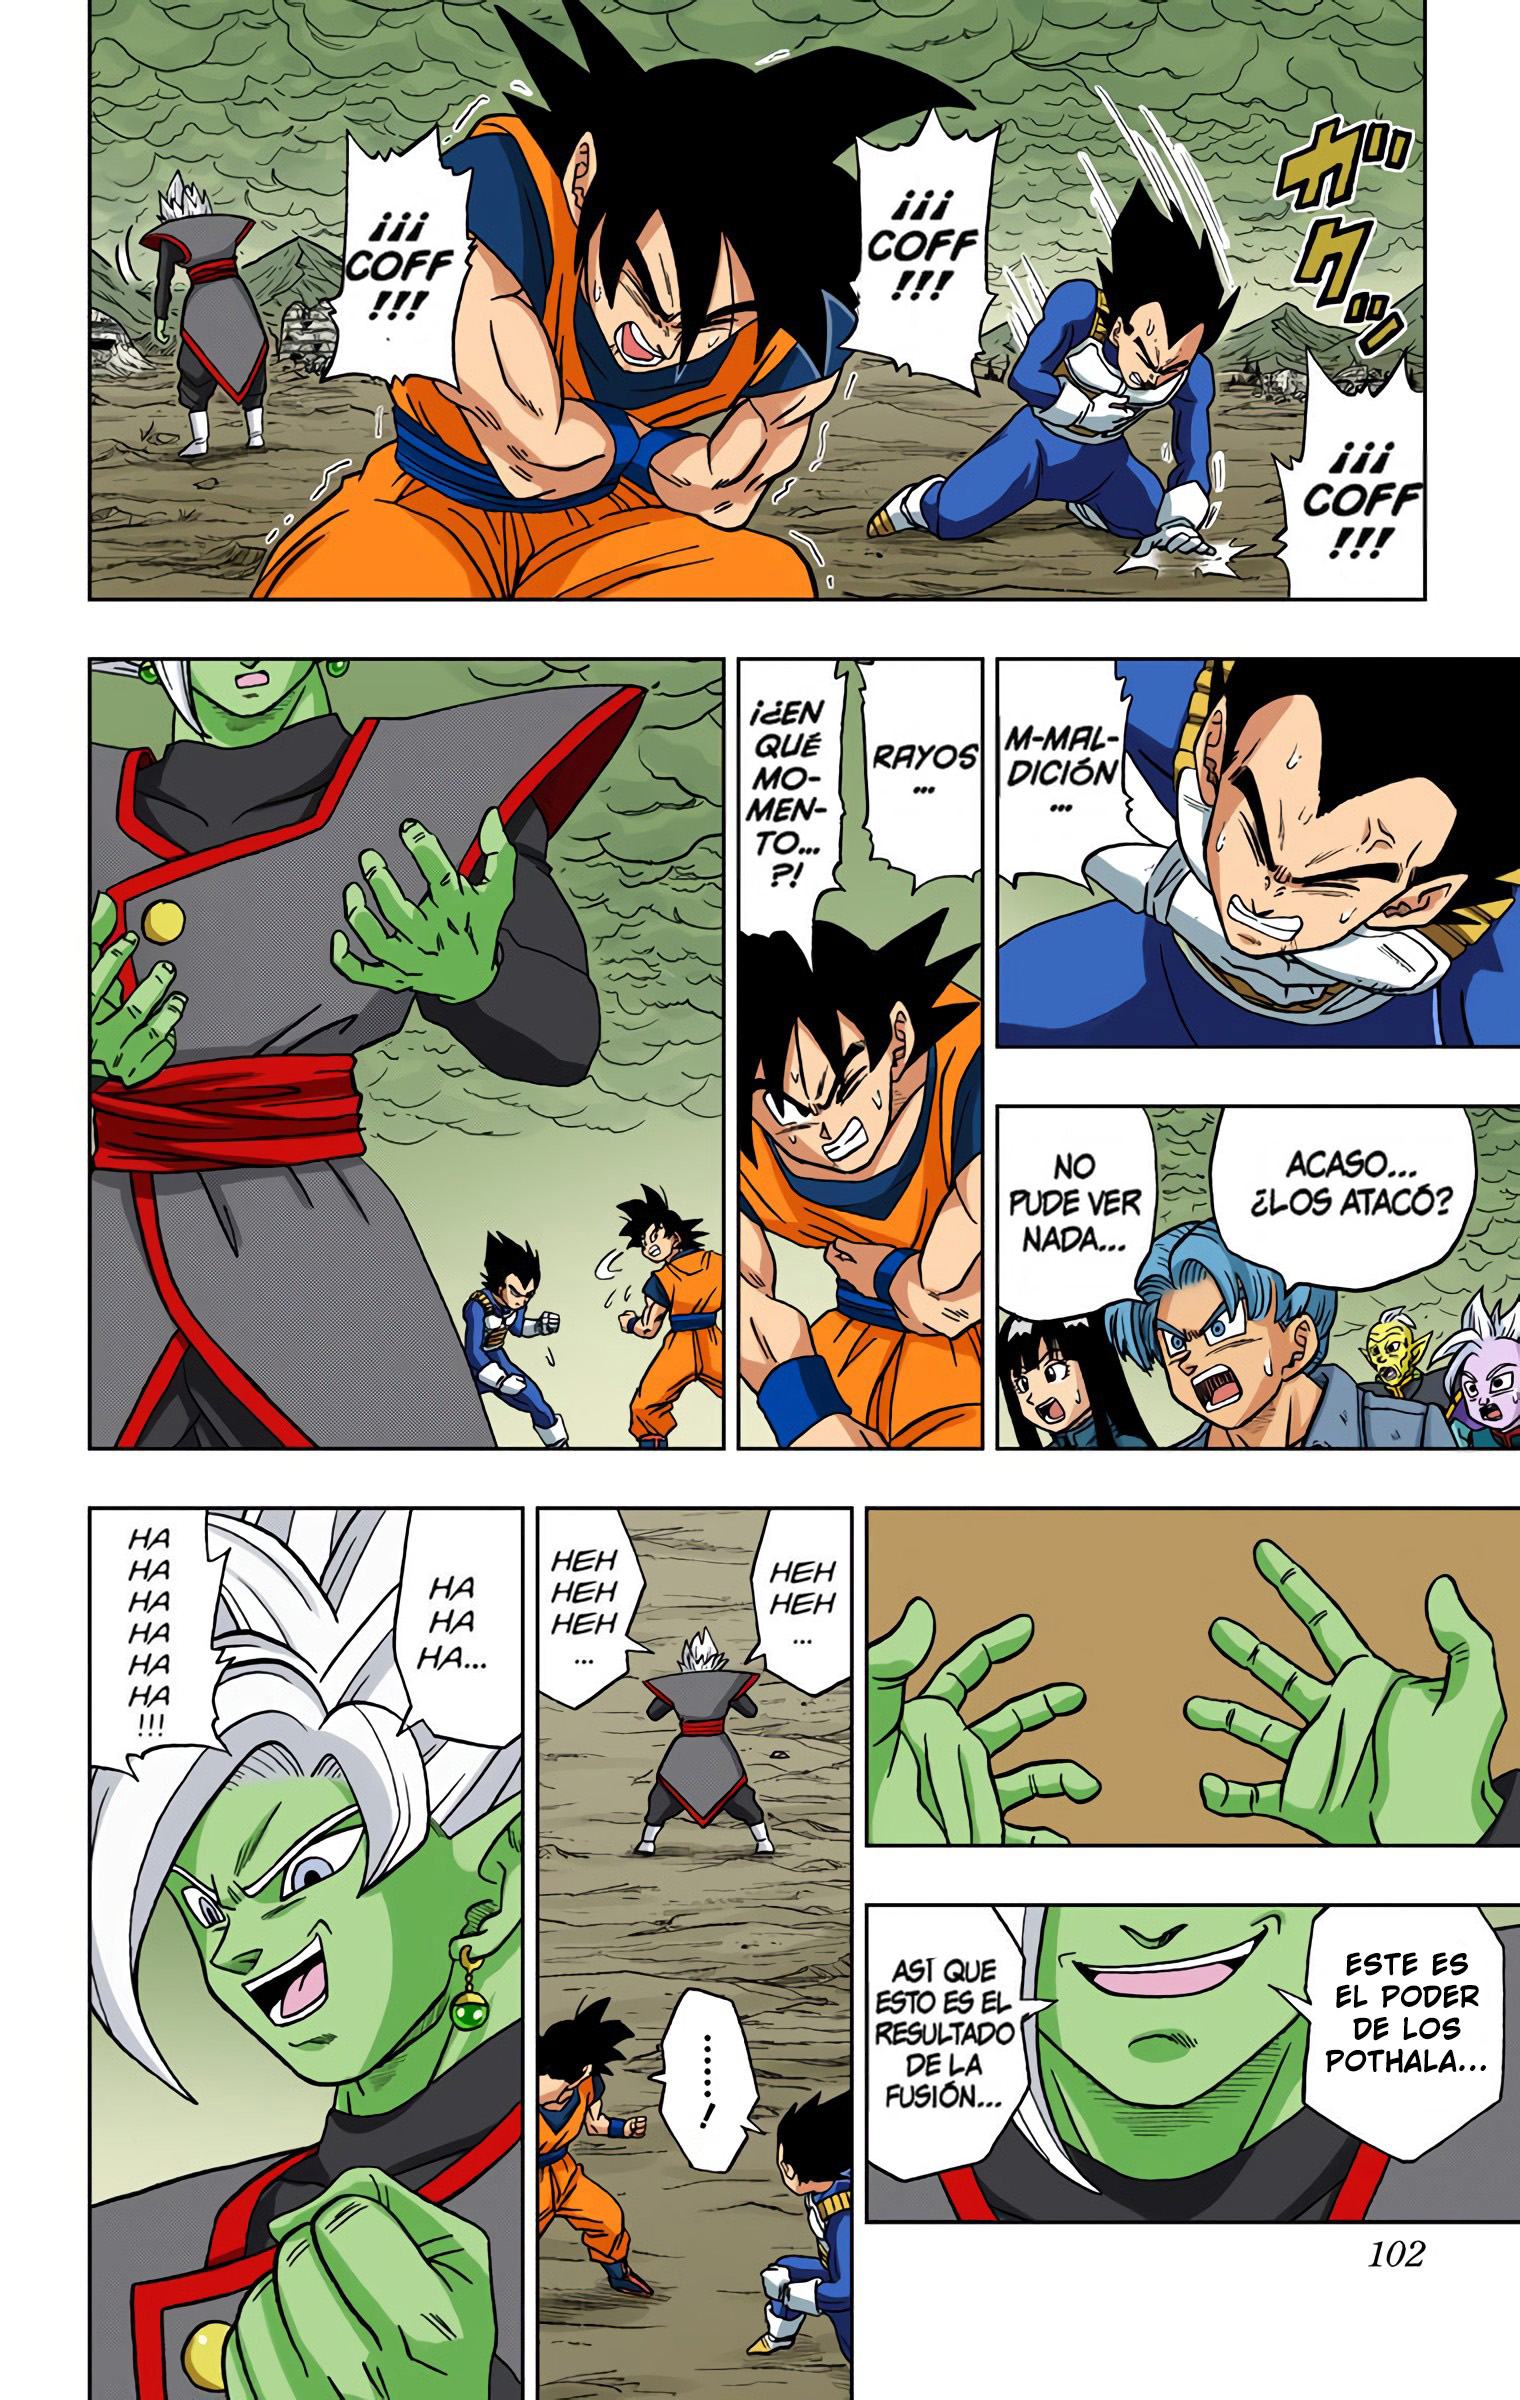 ガ
ク
ッ
¡¡¡
COFF
!!!
¡¡¡
COFF
!!!
¡¡¡
COFF
!!!
M-MAL-
DICIÓN
...
RAYOS
...
¡¿EN
QUÉ
MO-
MEN-
TO...
?!
ACASO...
¿LOS ATACÓ?
NO
PUDE VER
NADA...
ESTE ES
EL PODER
DE LOS
POTHALA...
ASÍ QUE
ESTO ES EL
RESULTADO
DE LA
FUSIÓN...
HEH
HEH
...
HEH
HEH
HEH
...
......!
HA
HA
HA...
HA
HA
HA
HA
HA
HA
!!!
102